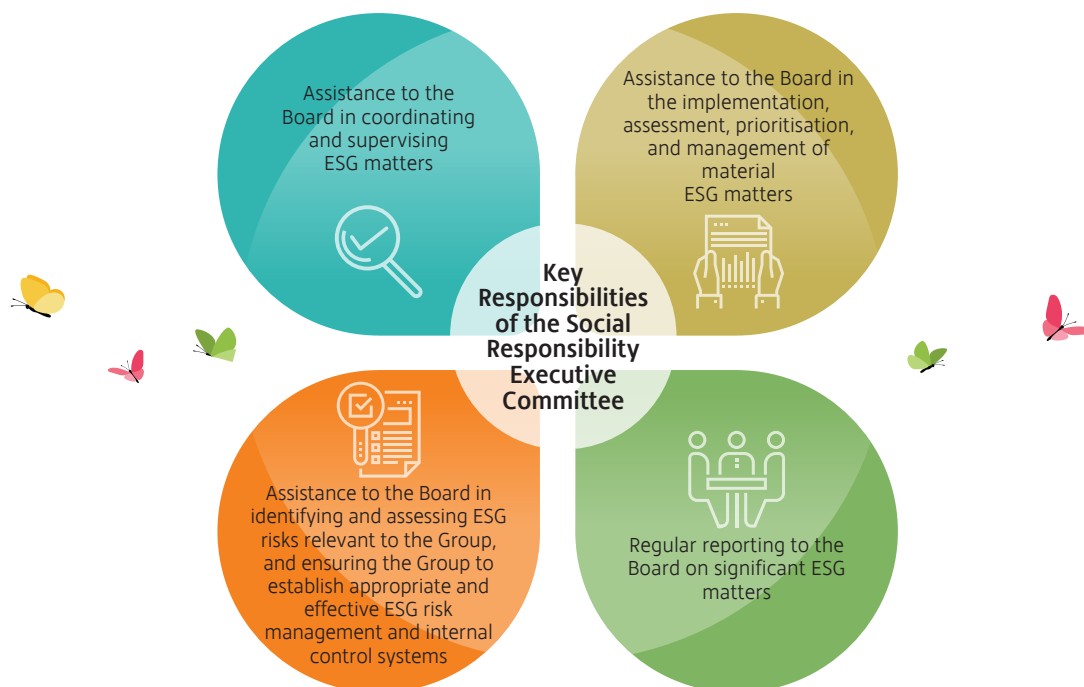 Assistance to the
Board in coordinating
and supervising
ESG matters
Assistance to the Board in
the implementation,
assessment, prioritisation,
and management of
material
ESG matters
Key
Responsibilities
of the Social
Responsibility
Executive
Committee
Assistance to the Board in
identifying and assessing ESG
risks relevant to the Group,
and ensuring the Group to
establish appropriate and
effective ESG risk
management and internal
control systems
Regular reporting to the
Board on significant ESG
matters